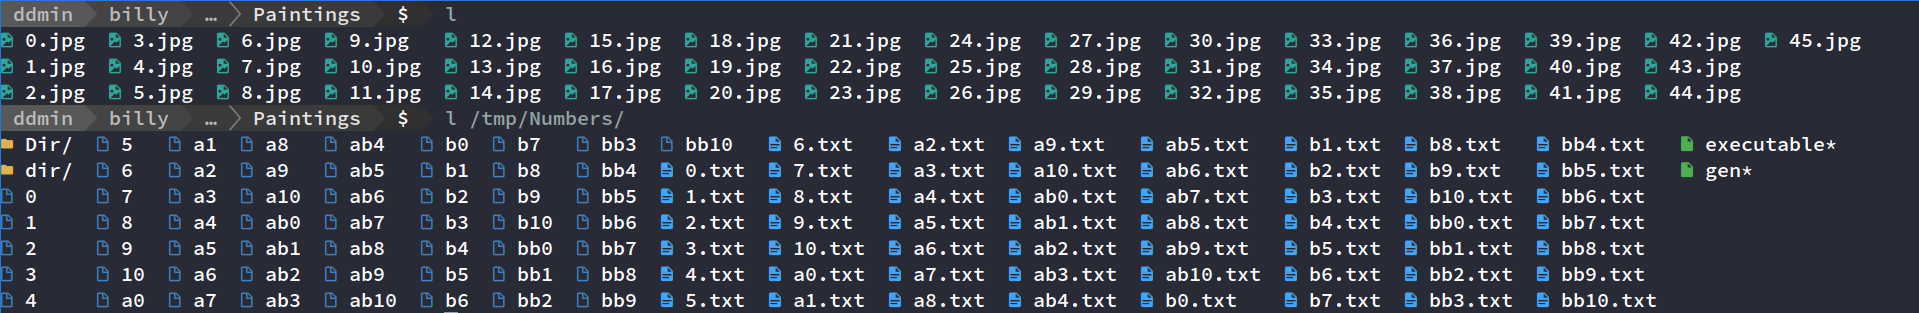 ddmin billy … Paintings $ l
0.jpg 3.jpg 6.jpg 9.jpg 12.jpg 15.jpg 18.jpg 21.jpg 24.jpg 27.jpg 30.jpg 33.jpg 36.jpg 39.jpg 42.jpg 45.jpg
1.jpg 4.jpg 7.jpg 10.jpg 13.jpg 16.jpg 19.jpg 22.jpg 25.jpg 28.jpg 31.jpg 34.jpg 37.jpg 40.jpg 43.jpg
2.jpg 5.jpg 8.jpg 11.jpg 14.jpg 17.jpg 20.jpg 23.jpg 26.jpg 29.jpg 32.jpg 35.jpg 38.jpg 41.jpg 44.jpg
ddmin billy … Paintings $ l /tmp/Numbers/
Dir/ 5 a1 a8 ab4 b0 b7 bb3 bb10 6.txt a2.txt a9.txt ab5.txt b1.txt b8.txt bb4.txt executable*
dir/ 6 a2 a9 ab5 b1 b8 bb4 0.txt 7.txt a3.txt a10.txt ab6.txt b2.txt b9.txt bb5.txt gen*
0 7 a3 a10 ab6 b2 b9 bb5 1.txt 8.txt a4.txt ab0.txt ab7.txt b3.txt b10.txt bb6.txt
1 8 a4 ab0 ab7 b3 b10 bb6 2.txt 9.txt a5.txt ab1.txt ab8.txt b4.txt bb0.txt bb7.txt
2 9 a5 ab1 ab8 b4 bb0 bb7 3.txt 10.txt a6.txt ab2.txt ab9.txt b5.txt bb1.txt bb8.txt
3 10 a6 ab2 ab9 b5 bb1 bb8 4.txt a0.txt a7.txt ab3.txt ab10.txt b6.txt bb2.txt bb9.txt
4 a0 a7 ab3 ab10 b6 bb2 bb9 5.txt a1.txt a8.txt ab4.txt b0.txt b7.txt bb3.txt bb10.txt